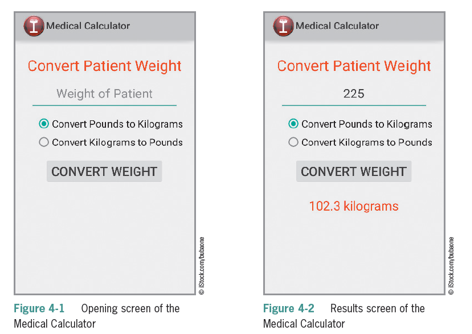 I Medical Calculator
Convert Patient Weight
Weight of Patient
Convert Pounds to Kilograms
Convert Kilograms to Pounds
CONVERT WEIGHT
© iStock.com/bubaone
Figure 4-1 Opening screen of the
Medical Calculator
I Medical Calculator
Convert Patient Weight
225
Convert Pounds to Kilograms
Convert Kilograms to Pounds
CONVERT WEIGHT
102.3 kilograms
© iStock.com/bubaone
Figure 4-2 Results screen of the
Medical Calculator